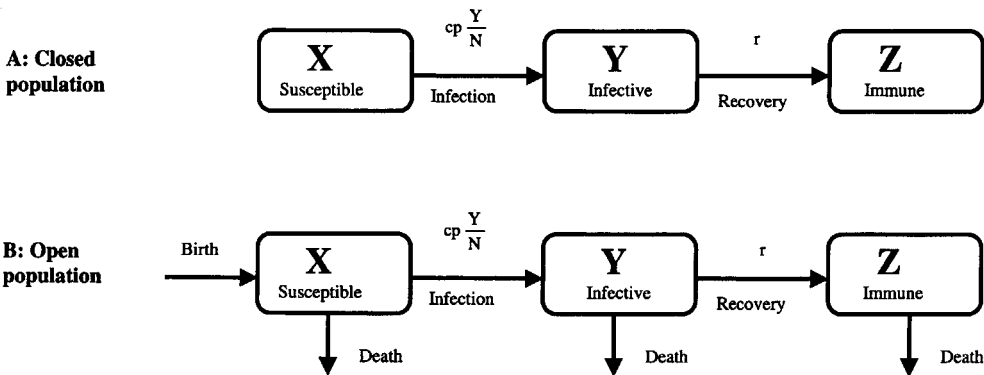 A: Closed
population
X
Susceptible
cp Y/N
Infection
Y
Infective
r
Recovery
Z
Immune
B: Open
population
Birth
X
Susceptible
cp Y/N
Infection
Y
Infective
r
Recovery
Z
Immune
Death
Death
Death